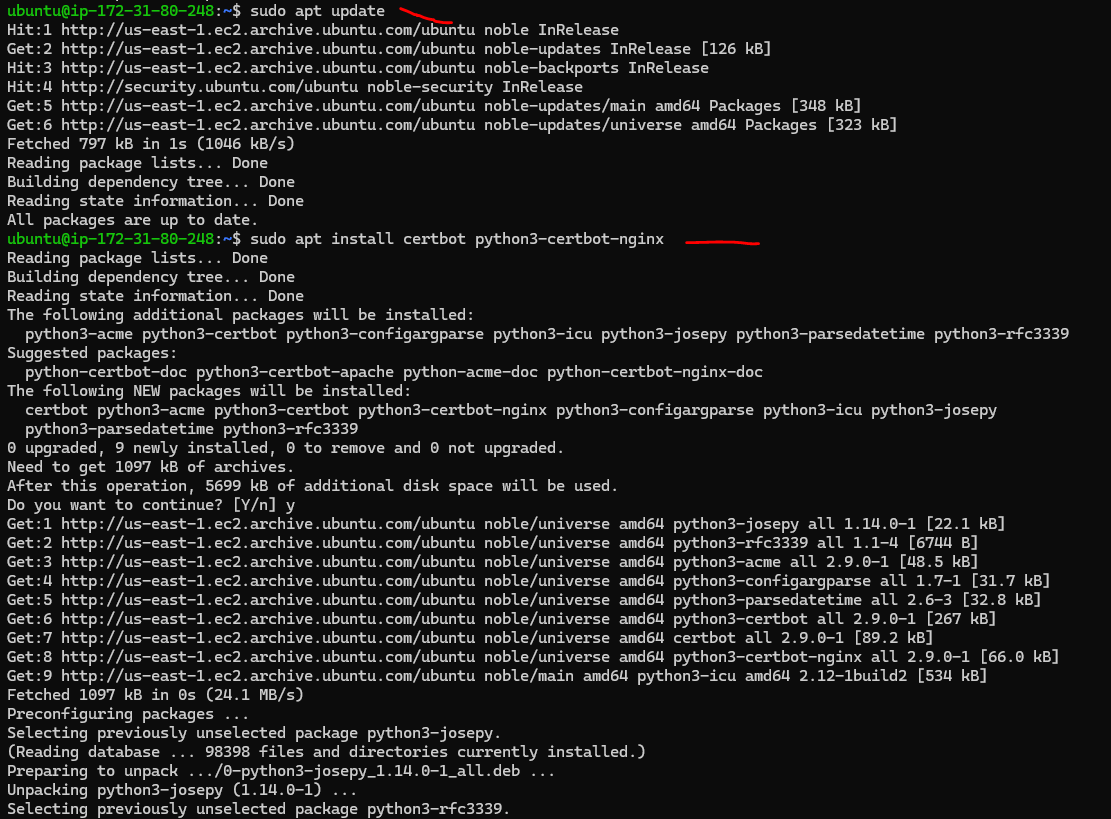 ubuntu@ip-172-31-80-248:~$ sudo apt update
Hit:1 http://us-east-1.ec2.archive.ubuntu.com/ubuntu noble InRelease
Get:2 http://us-east-1.ec2.archive.ubuntu.com/ubuntu noble-updates InRelease [126 kB]
Hit:3 http://us-east-1.ec2.archive.ubuntu.com/ubuntu noble-backports InRelease
Hit:4 http://security.ubuntu.com/ubuntu noble-security InRelease
Get:5 http://us-east-1.ec2.archive.ubuntu.com/ubuntu noble-updates/main amd64 Packages [348 kB]
Get:6 http://us-east-1.ec2.archive.ubuntu.com/ubuntu noble-updates/universe amd64 Packages [323 kB]
Fetched 797 kB in 1s (1046 kB/s)
Reading package lists... Done
Building dependency tree... Done
Reading state information... Done
All packages are up to date.
ubuntu@ip-172-31-80-248:~$ sudo apt install certbot python3-certbot-nginx
Reading package lists... Done
Building dependency tree... Done
Reading state information... Done
The following additional packages will be installed:
  python3-acme python3-certbot python3-configargparse python3-icu python3-josepy python3-parsedatetime python3-rfc3339
Suggested packages:
  python-certbot-doc python3-certbot-apache python-acme-doc python-certbot-nginx-doc
The following NEW packages will be installed:
  certbot python3-acme python3-certbot python3-certbot-nginx python3-configargparse python3-icu python3-josepy
  python3-parsedatetime python3-rfc3339
0 upgraded, 9 newly installed, 0 to remove and 0 not upgraded.
Need to get 1097 kB of archives.
After this operation, 5699 kB of additional disk space will be used.
Do you want to continue? [Y/n] y
Get:1 http://us-east-1.ec2.archive.ubuntu.com/ubuntu noble/universe amd64 python3-josepy all 1.14.0-1 [22.1 kB]
Get:2 http://us-east-1.ec2.archive.ubuntu.com/ubuntu noble/universe amd64 python3-rfc3339 all 1.1-4 [6744 B]
Get:3 http://us-east-1.ec2.archive.ubuntu.com/ubuntu noble/universe amd64 python3-acme all 2.9.0-1 [48.5 kB]
Get:4 http://us-east-1.ec2.archive.ubuntu.com/ubuntu noble/universe amd64 python3-configargparse all 1.7-1 [31.7 kB]
Get:5 http://us-east-1.ec2.archive.ubuntu.com/ubuntu noble/universe amd64 python3-parsedatetime all 2.6-3 [32.8 kB]
Get:6 http://us-east-1.ec2.archive.ubuntu.com/ubuntu noble/universe amd64 python3-certbot all 2.9.0-1 [267 kB]
Get:7 http://us-east-1.ec2.archive.ubuntu.com/ubuntu noble/universe amd64 certbot all 2.9.0-1 [89.2 kB]
Get:8 http://us-east-1.ec2.archive.ubuntu.com/ubuntu noble/universe amd64 python3-certbot-nginx all 2.9.0-1 [66.0 kB]
Get:9 http://us-east-1.ec2.archive.ubuntu.com/ubuntu noble/main amd64 python3-icu amd64 2.12-1build2 [534 kB]
Fetched 1097 kB in 0s (24.1 MB/s)
Preconfiguring packages ...
Selecting previously unselected package python3-josepy.
(Reading database ... 98398 files and directories currently installed.)
Preparing to unpack .../0-python3-josepy_1.14.0-1_all.deb ...
Unpacking python3-josepy (1.14.0-1) ...
Selecting previously unselected package python3-rfc3339.